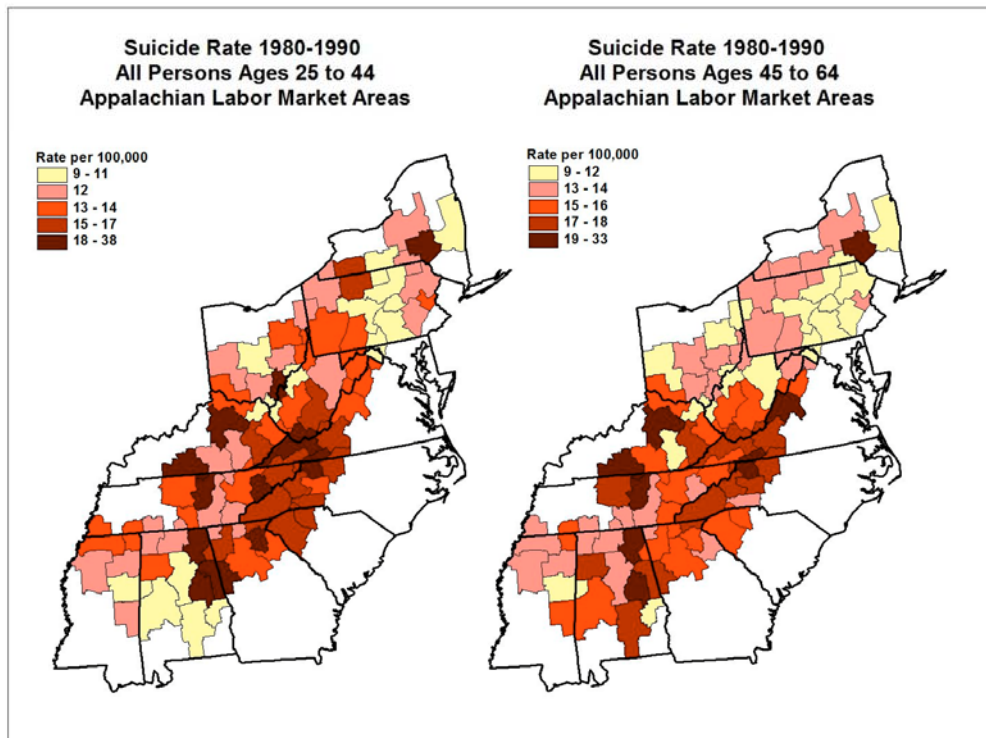 Suicide Rate 1980-1990
All Persons Ages 25 to 44
Appalachian Labor Market Areas
Rate per 100,000
9 - 11
12
13 - 14
15 - 17
18 - 38
Suicide Rate 1980-1990
All Persons Ages 45 to 64
Appalachian Labor Market Areas
Rate per 100,000
9 - 12
13 - 14
15 - 16
17 - 18
19 - 33